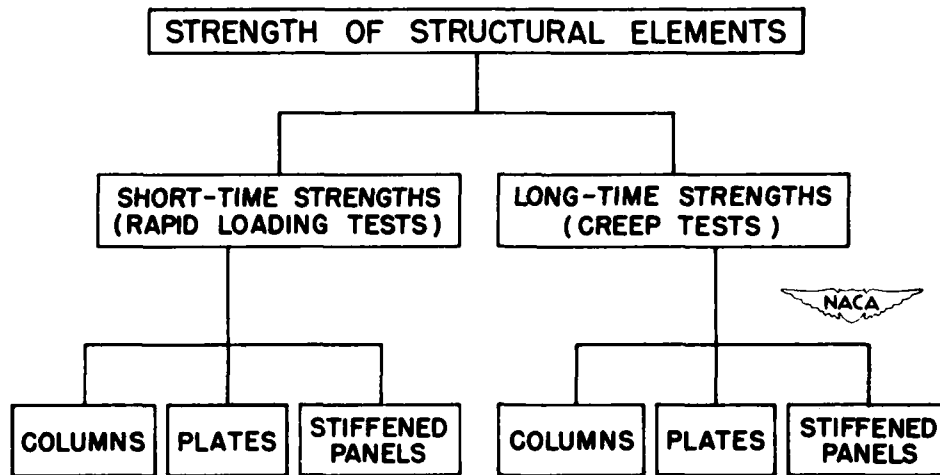 STRENGTH OF STRUCTURAL ELEMENTS
SHORT-TIME STRENGTHS
(RAPID LOADING TESTS)
LONG-TIME STRENGTHS
(CREEP TESTS)
NACA
COLUMNS
PLATES
STIFFENED
PANELS
COLUMNS
PLATES
STIFFENED
PANELS